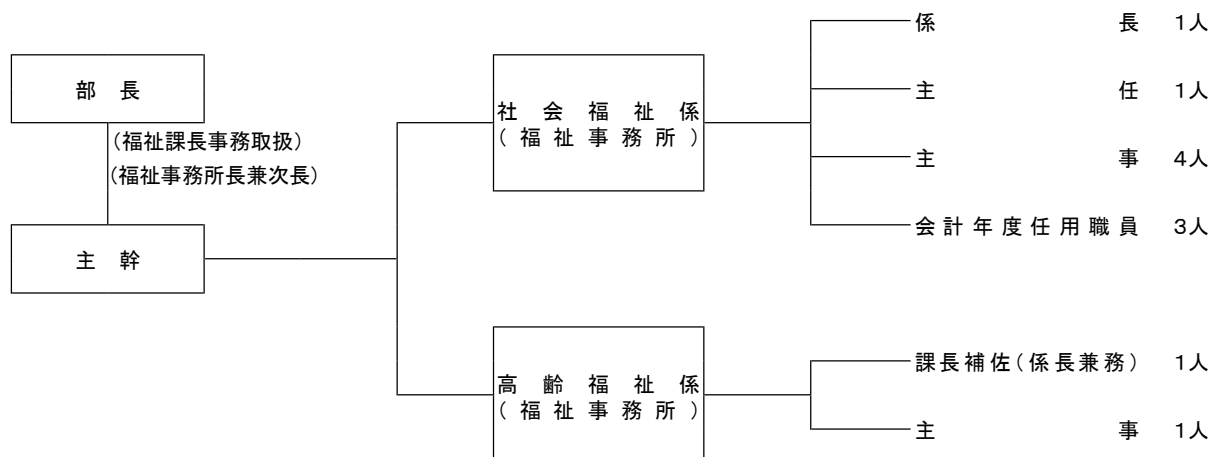 部長
(福祉課長事務取扱)
(福祉事務所長兼次長)
主幹
社会福祉係
(福祉事務所)
係長 1人
主任 1人
主事 4人
会計年度任用職員 3人
高齢福祉係
(福祉事務所)
課長補佐(係長兼務) 1人
主事 1人